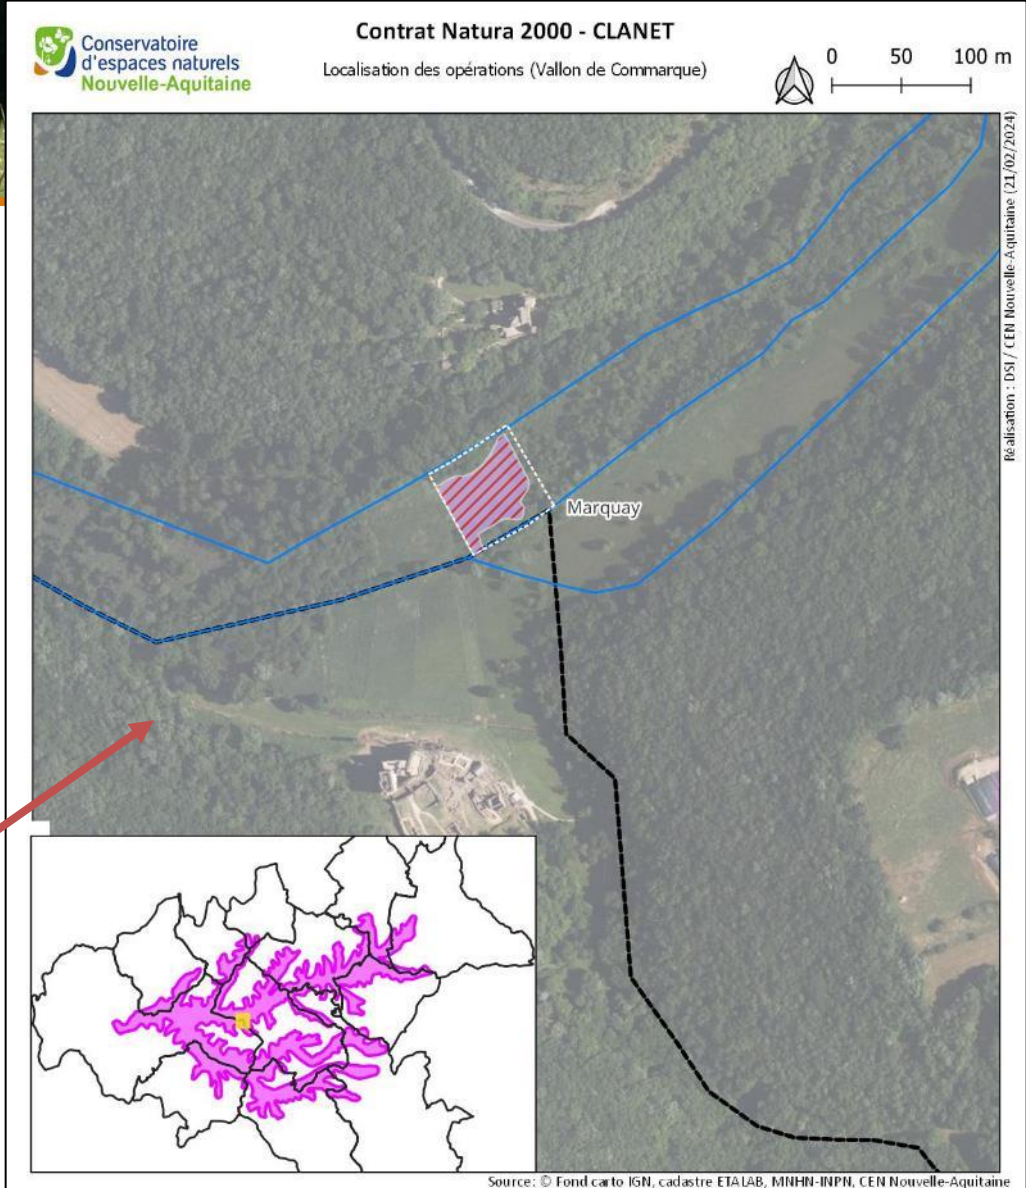 Conservatoire
d'espaces naturels
Nouvelle-Aquitaine
Contrat Natura 2000 - CLANET
Localisation des opérations (Vallon de Commarque)
0 50 100 m
Réalisation : DSI / CEN Nouvelle-Aquitaine (21/02/2024)
Marquay
Source: © Fond carto IGN, cadastre ETALAB, MNHN-INPN, CEN Nouvelle-Aquitaine